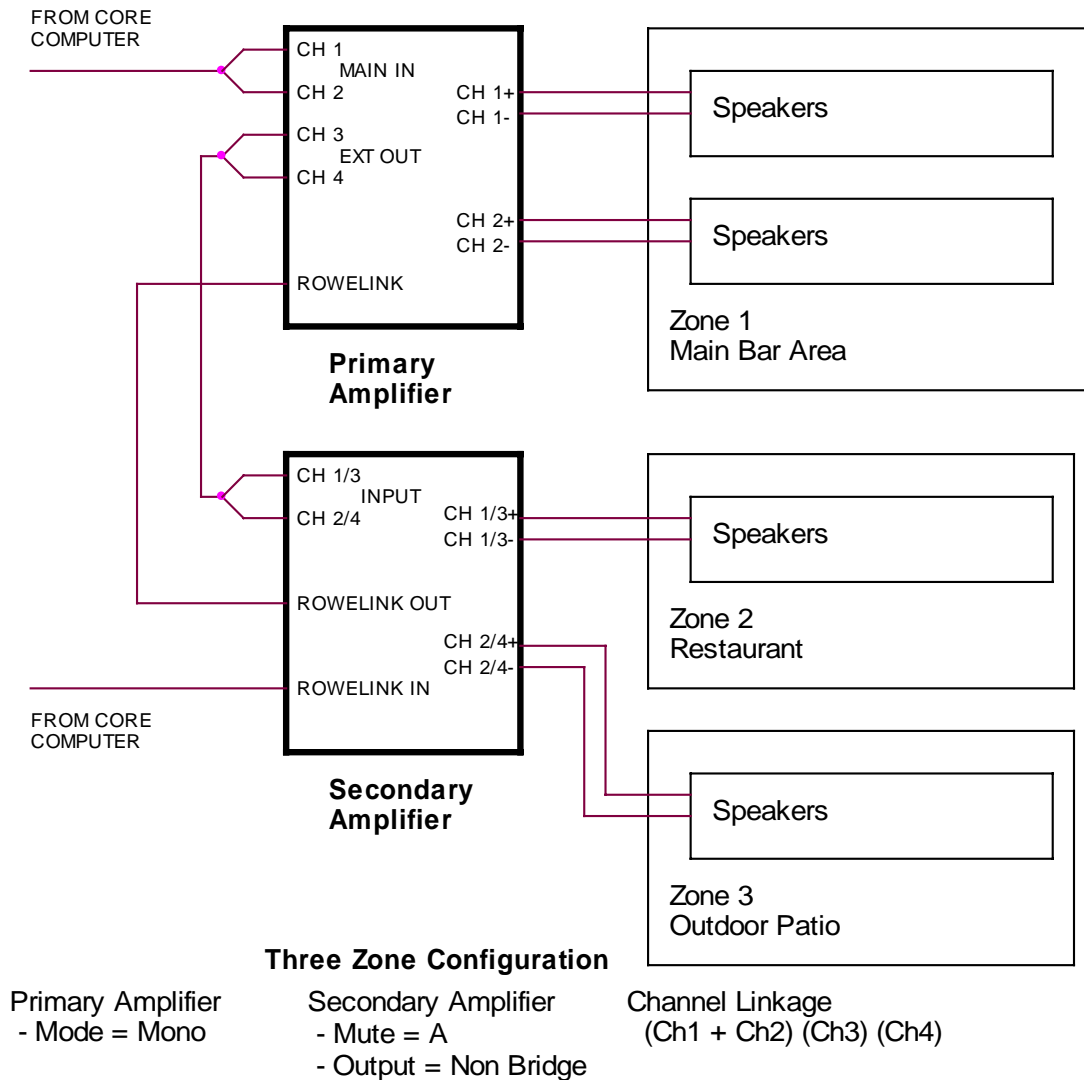 FROM CORE
COMPUTER
CH 1
MAIN IN
CH 2
CH 3
EXT OUT
CH 4
ROWELINK
CH 1+
CH 1-
CH 2+
CH 2-
Primary
Amplifier
Speakers
Speakers
Zone 1
Main Bar Area
CH 1/3
INPUT
CH 2/4
ROWELINK OUT
ROWELINK IN
CH 1/3+
CH 1/3-
CH 2/4+
CH 2/4-
FROM CORE
COMPUTER
Secondary
Amplifier
Speakers
Zone 2
Restaurant
Speakers
Zone 3
Outdoor Patio
Three Zone Configuration
Primary Amplifier
- Mode = Mono
Secondary Amplifier
- Mute = A
- Output = Non Bridge
Channel Linkage
(Ch1 + Ch2) (Ch3) (Ch4)